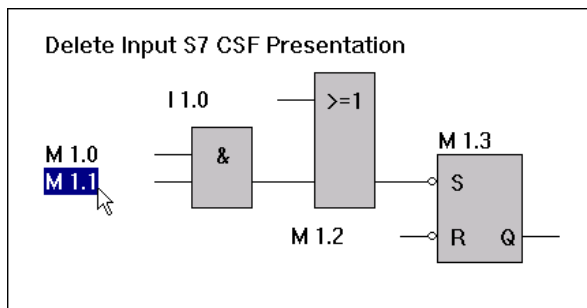 Delete Input S7 CSF Presentation
I 1.0
>=1
M 1.0
&
M 1.3
M 1.1
S
M 1.2
R Q